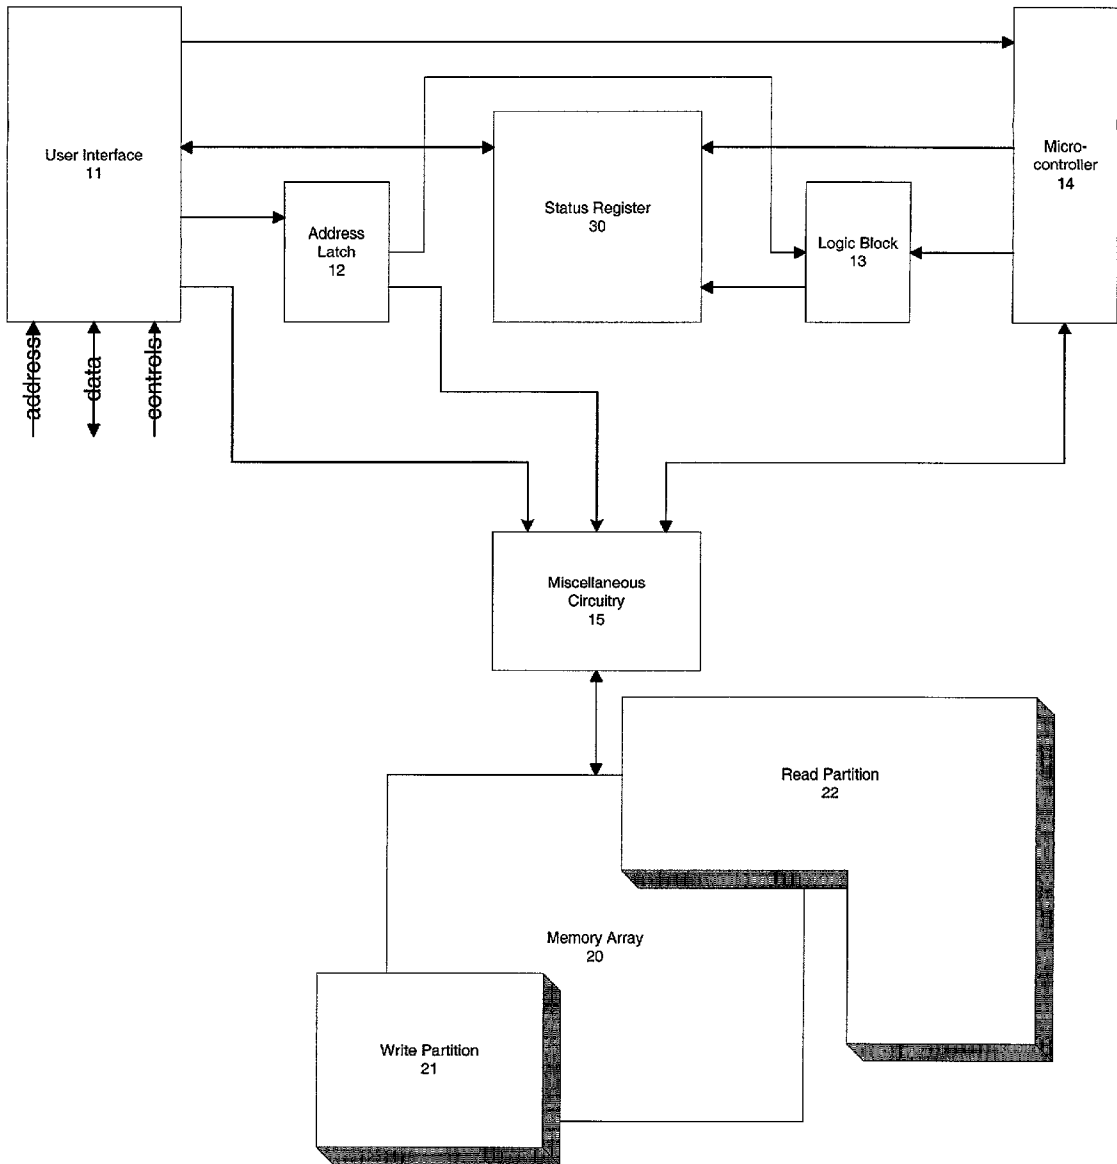 User Interface
11
Micro-
controller
14
Status Register
30
Address
Latch
12
Logic Block
13
address
data
controls
Miscellaneous
Circuitry
15
Read Partition
22
Memory Array
20
Write Partition
21